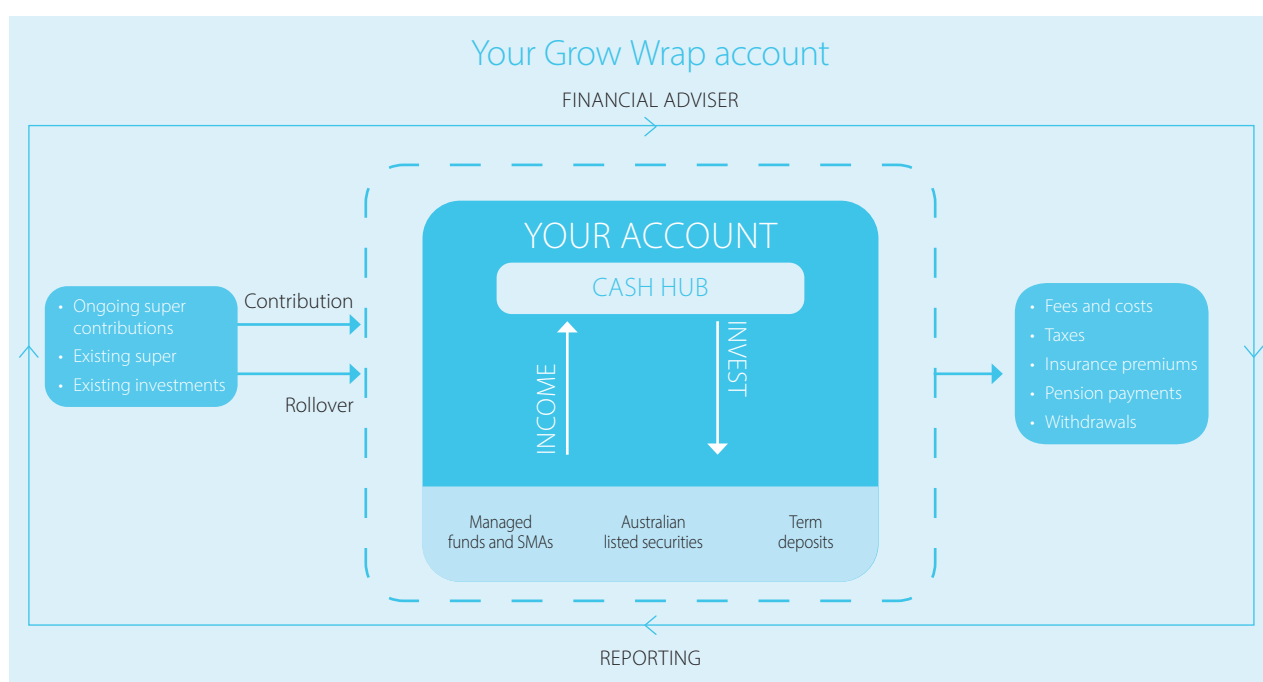 Your Grow Wrap account
FINANCIAL ADVISER
• Ongoing super
contributions
• Existing super
• Existing investments
Contribution
Rollover
YOUR ACCOUNT
CASH HUB
INCOME
INVEST
Managed
funds and SMAs
Australian
listed securities
Term
deposits
• Fees and costs
• Taxes
• Insurance premiums
• Pension payments
• Withdrawals
REPORTING